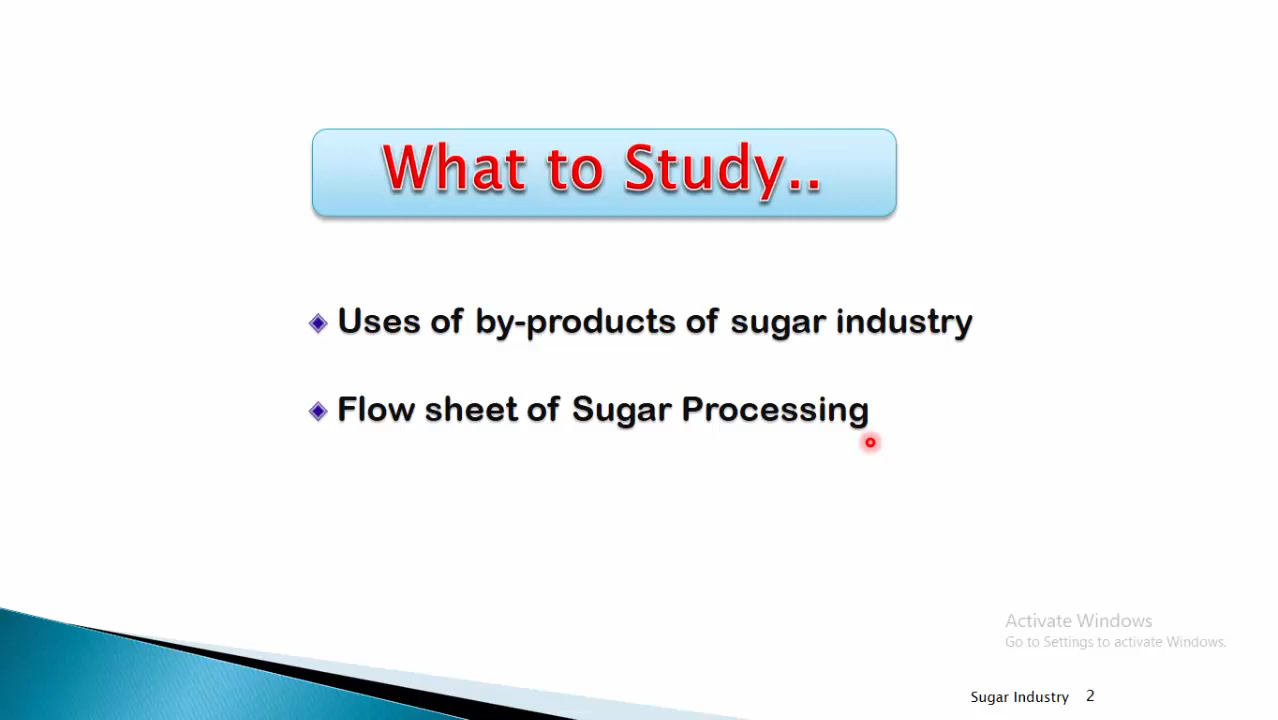 What to Study..
Uses of by-products of sugar industry
Flow sheet of Sugar Processing
Activate Windows
Go to Settings to activate Windows.
Sugar Industry 2